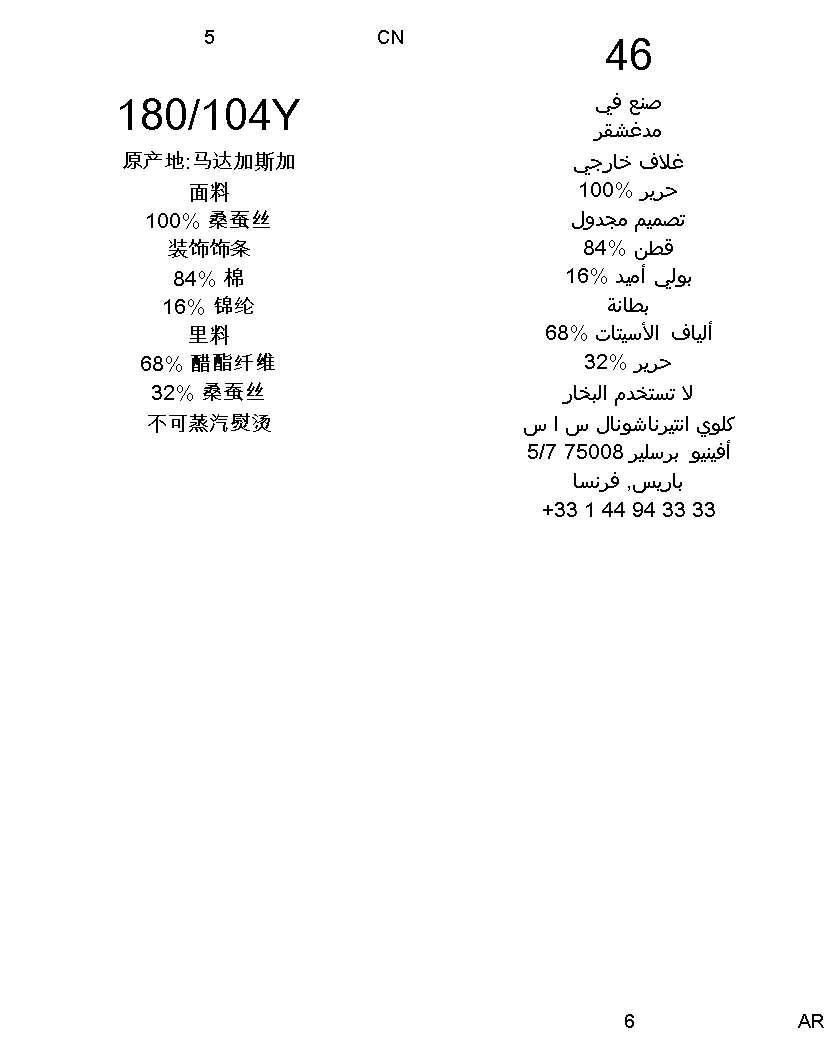 5
CN
180/104Y
原产地:马达加斯加
面料
100% 桑蚕丝
装饰饰条
84% 棉
16% 锦纶
里料
68% 醋酯纤维
32% 桑蚕丝
不可蒸汽熨烫
46
صنع في
مدغشقر
غلاف خارجي
100% حرير
تصميم مجدول
84% قطن
16% بولي أميد
بطانة
68% ألياف الأسيتات
32% حرير
لا تستخدم البخار
كلوي انتيرناشونال س ا س
5/7 75008 أفينيو برسلير
باريس, فرنسا
+33 1 44 94 33 33
6
AR